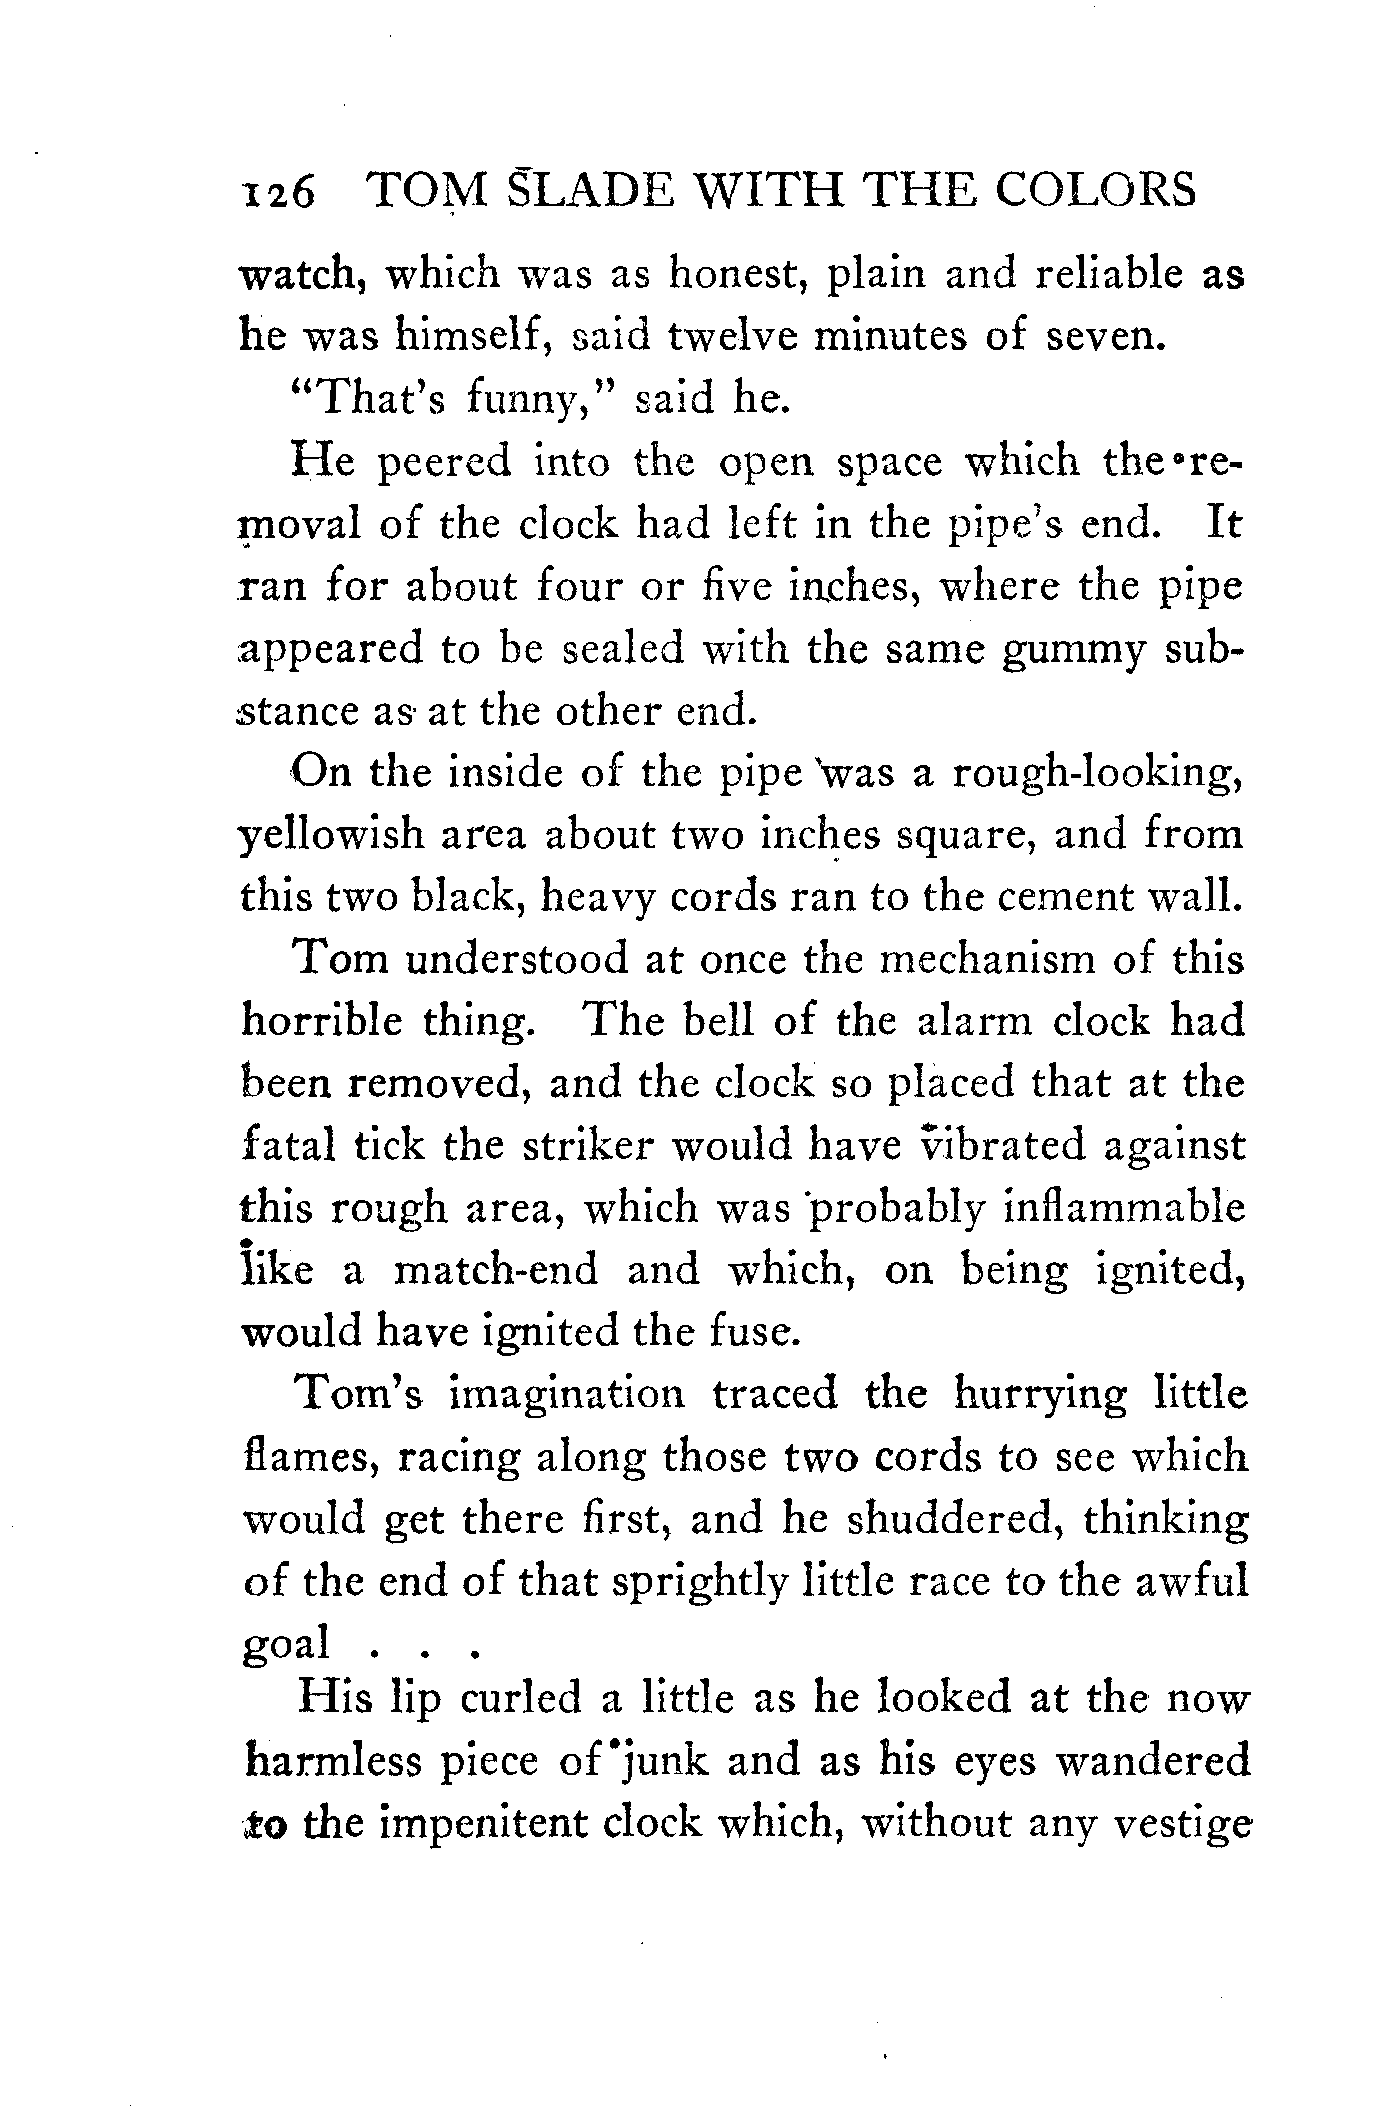 126 TOM SLADE WITH THE COLORS
watch, which was as honest, plain and reliable as
he was himself, said twelve minutes of seven.
"That's funny," said he.
He peered into the open space which the re-
moval of the clock had left in the pipe's end. It
ran for about four or five inches, where the pipe
appeared to be sealed with the same gummy sub-
stance as at the other end.
On the inside of the pipe was a rough-looking,
yellowish area about two inches square, and from
this two black, heavy cords ran to the cement wall.
Tom understood at once the mechanism of this
horrible thing. The bell of the alarm clock had
been removed, and the clock so placed that at the
fatal tick the striker would have vibrated against
this rough area, which was probably inflammable
like a match-end and which, on being ignited,
would have ignited the fuse.
Tom's imagination traced the hurrying little
flames, racing along those two cords to see which
would get there first, and he shuddered, thinking
of the end of that sprightly little race to the awful
goal . . .
His lip curled a little as he looked at the now
harmless piece of junk and as his eyes wandered
to the impenitent clock which, without any vestige